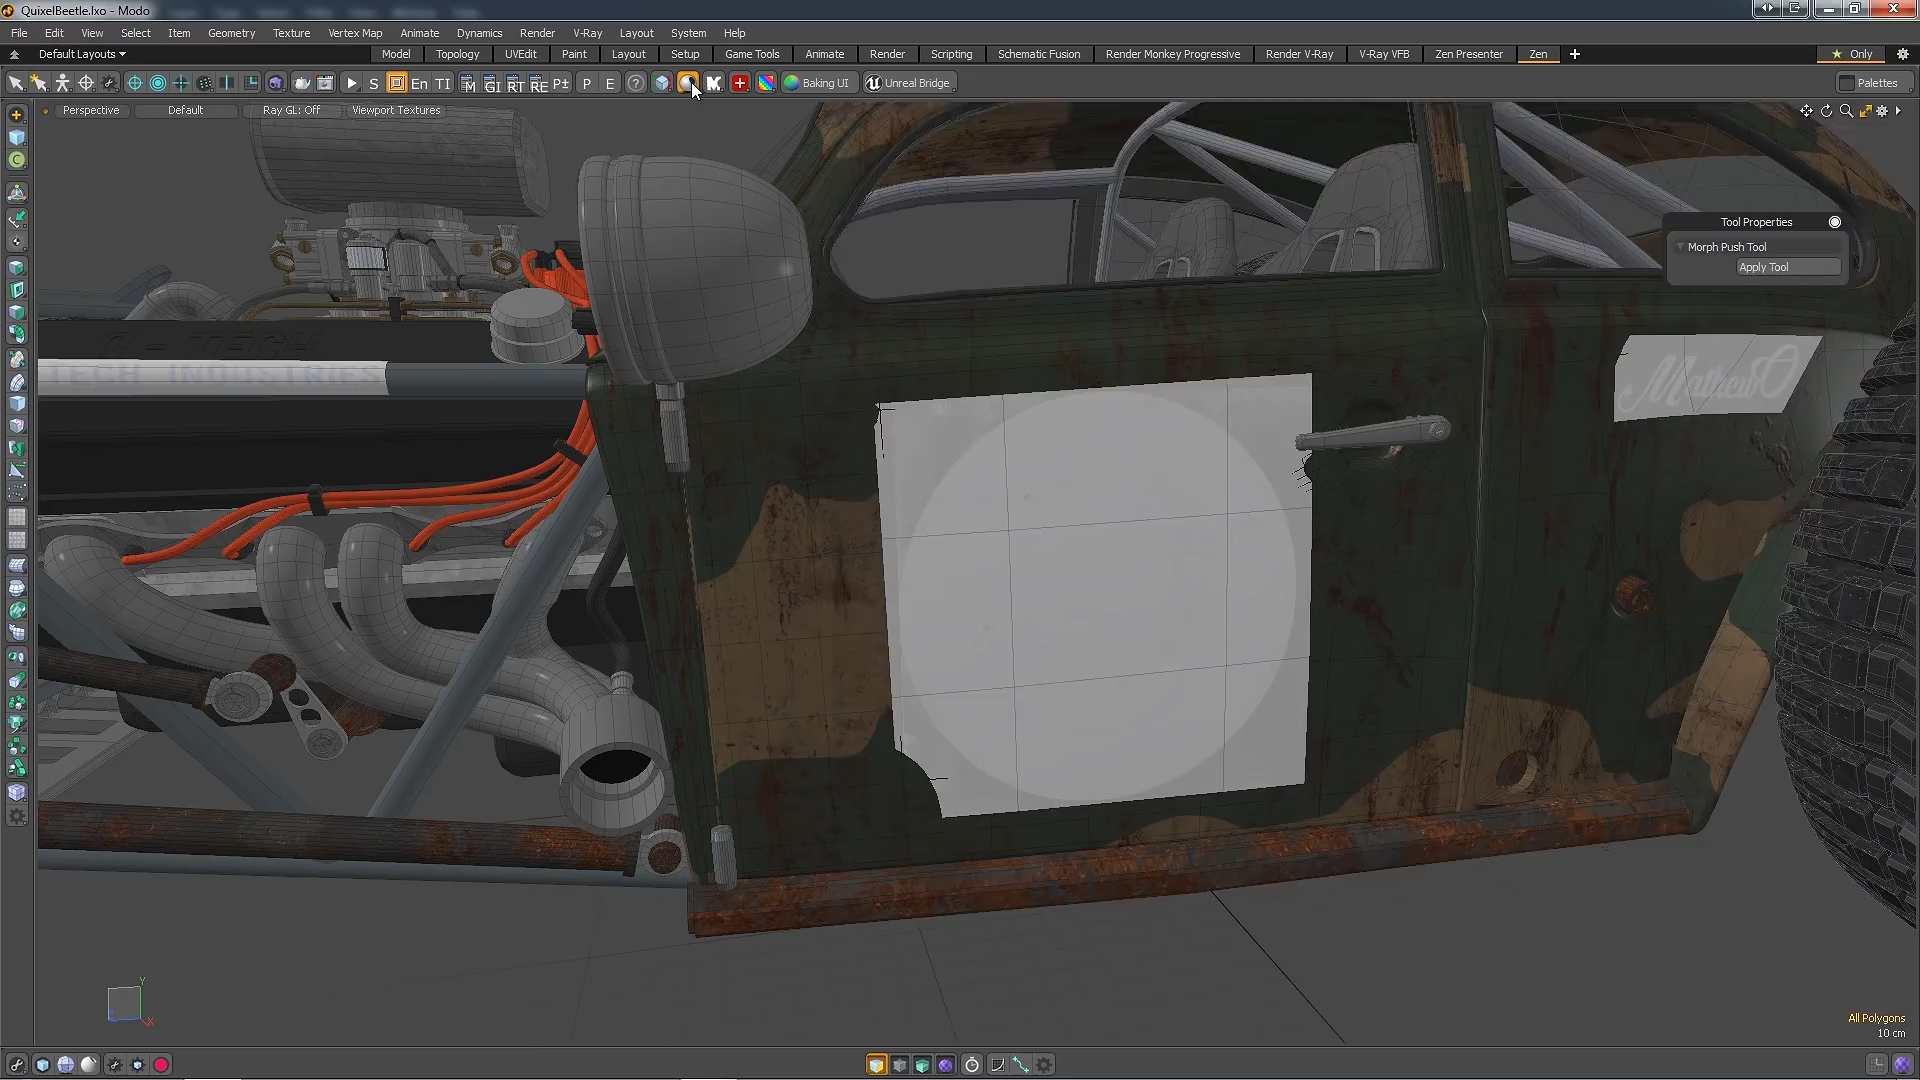 QuixelBeetle.lxo - Modo
File Edit View Select Item Geometry Texture Vertex Map Animate Dynamics Render V-Ray Layout System Help
Default Layouts Model Topology UVEdit Paint Layout Setup Game Tools Animate Render Scripting Schematic Fusion Render Monkey Progressive Render V-Ray V-Ray VFB Zen Presenter Zen Only
S En TI M GI RT RE P± P E ? Baking UI Unreal Bridge Palettes
Perspective Default Ray GL: Off Viewport Textures
Tool Properties
Morph Push Tool
Apply Tool
TECH INDUSTRIES
All Polygons
10 cm
Y
X